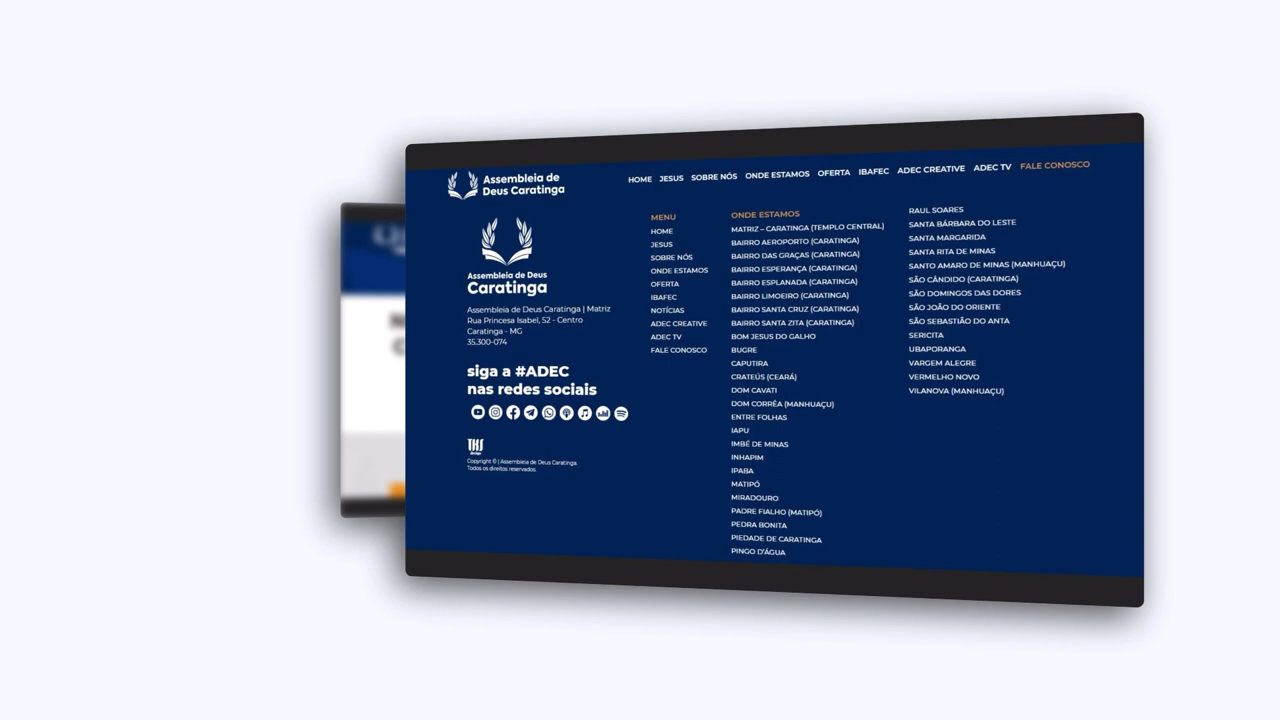 Assembleia de
Deus Caratinga
HOME JESUS SOBRE NÓS ONDE ESTAMOS OFERTA IBAFEC ADEC CREATIVE ADEC TV FALE CONOSCO
Assembleia de Deus
Caratinga
Assembleia de Deus Caratinga | Matriz
Rua Princesa Isabel, 52 - Centro
Caratinga - MG
35.300-074
siga a #ADEC
nas redes sociais
Copyright © | Assembleia de Deus Caratinga.
Todos os direitos reservados.
MENU
HOME
JESUS
SOBRE NÓS
ONDE ESTAMOS
OFERTA
IBAFEC
NOTÍCIAS
ADEC CREATIVE
ADEC TV
FALE CONOSCO
ONDE ESTAMOS
MATRIZ – CARATINGA (TEMPLO CENTRAL)
BAIRRO AEROPORTO (CARATINGA)
BAIRRO DAS GRAÇAS (CARATINGA)
BAIRRO ESPERANÇA (CARATINGA)
BAIRRO ESPLANADA (CARATINGA)
BAIRRO LIMOEIRO (CARATINGA)
BAIRRO SANTA CRUZ (CARATINGA)
BAIRRO SANTA ZITA (CARATINGA)
BOM JESUS DO GALHO
BUGRE
CAPUTIRA
CRATEÚS (CEARÁ)
DOM CAVATI
DOM CORRÊA (MANHUAÇU)
ENTRE FOLHAS
IAPU
IMBÉ DE MINAS
INHAPIM
IPABA
MATIPÓ
MIRADOURO
PADRE FIALHO (MATIPÓ)
PEDRA BONITA
PIEDADE DE CARATINGA
PINGO D'ÁGUA
RAUL SOARES
SANTA BÁRBARA DO LESTE
SANTA MARGARIDA
SANTA RITA DE MINAS
SANTO AMARO DE MINAS (MANHUAÇU)
SÃO CÂNDIDO (CARATINGA)
SÃO DOMINGOS DAS DORES
SÃO JOÃO DO ORIENTE
SÃO SEBASTIÃO DO ANTA
SERICITA
UBAPORANGA
VARGEM ALEGRE
VERMELHO NOVO
VILANOVA (MANHUAÇU)